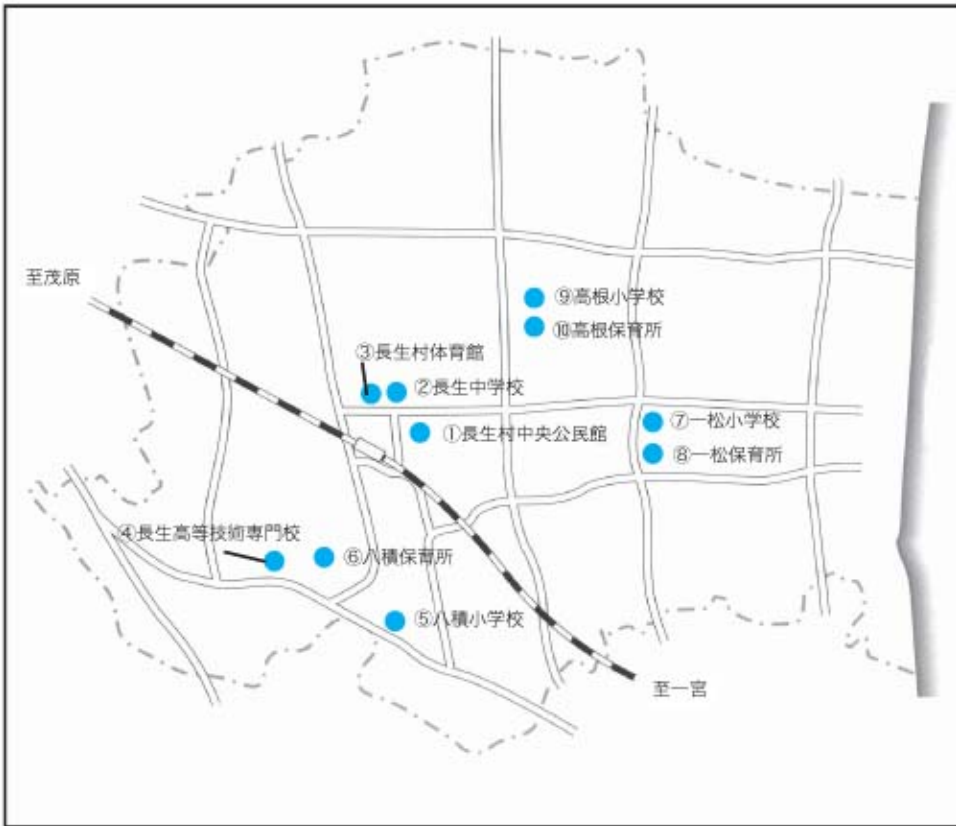 至茂原
⑨高根小学校
⑩高根保育所
③長生村体育館
②長生中学校
①長生村中央公民館
⑦一松小学校
⑧一松保育所
④長生高等技術専門校
⑥八積保育所
⑤八積小学校
至一宮